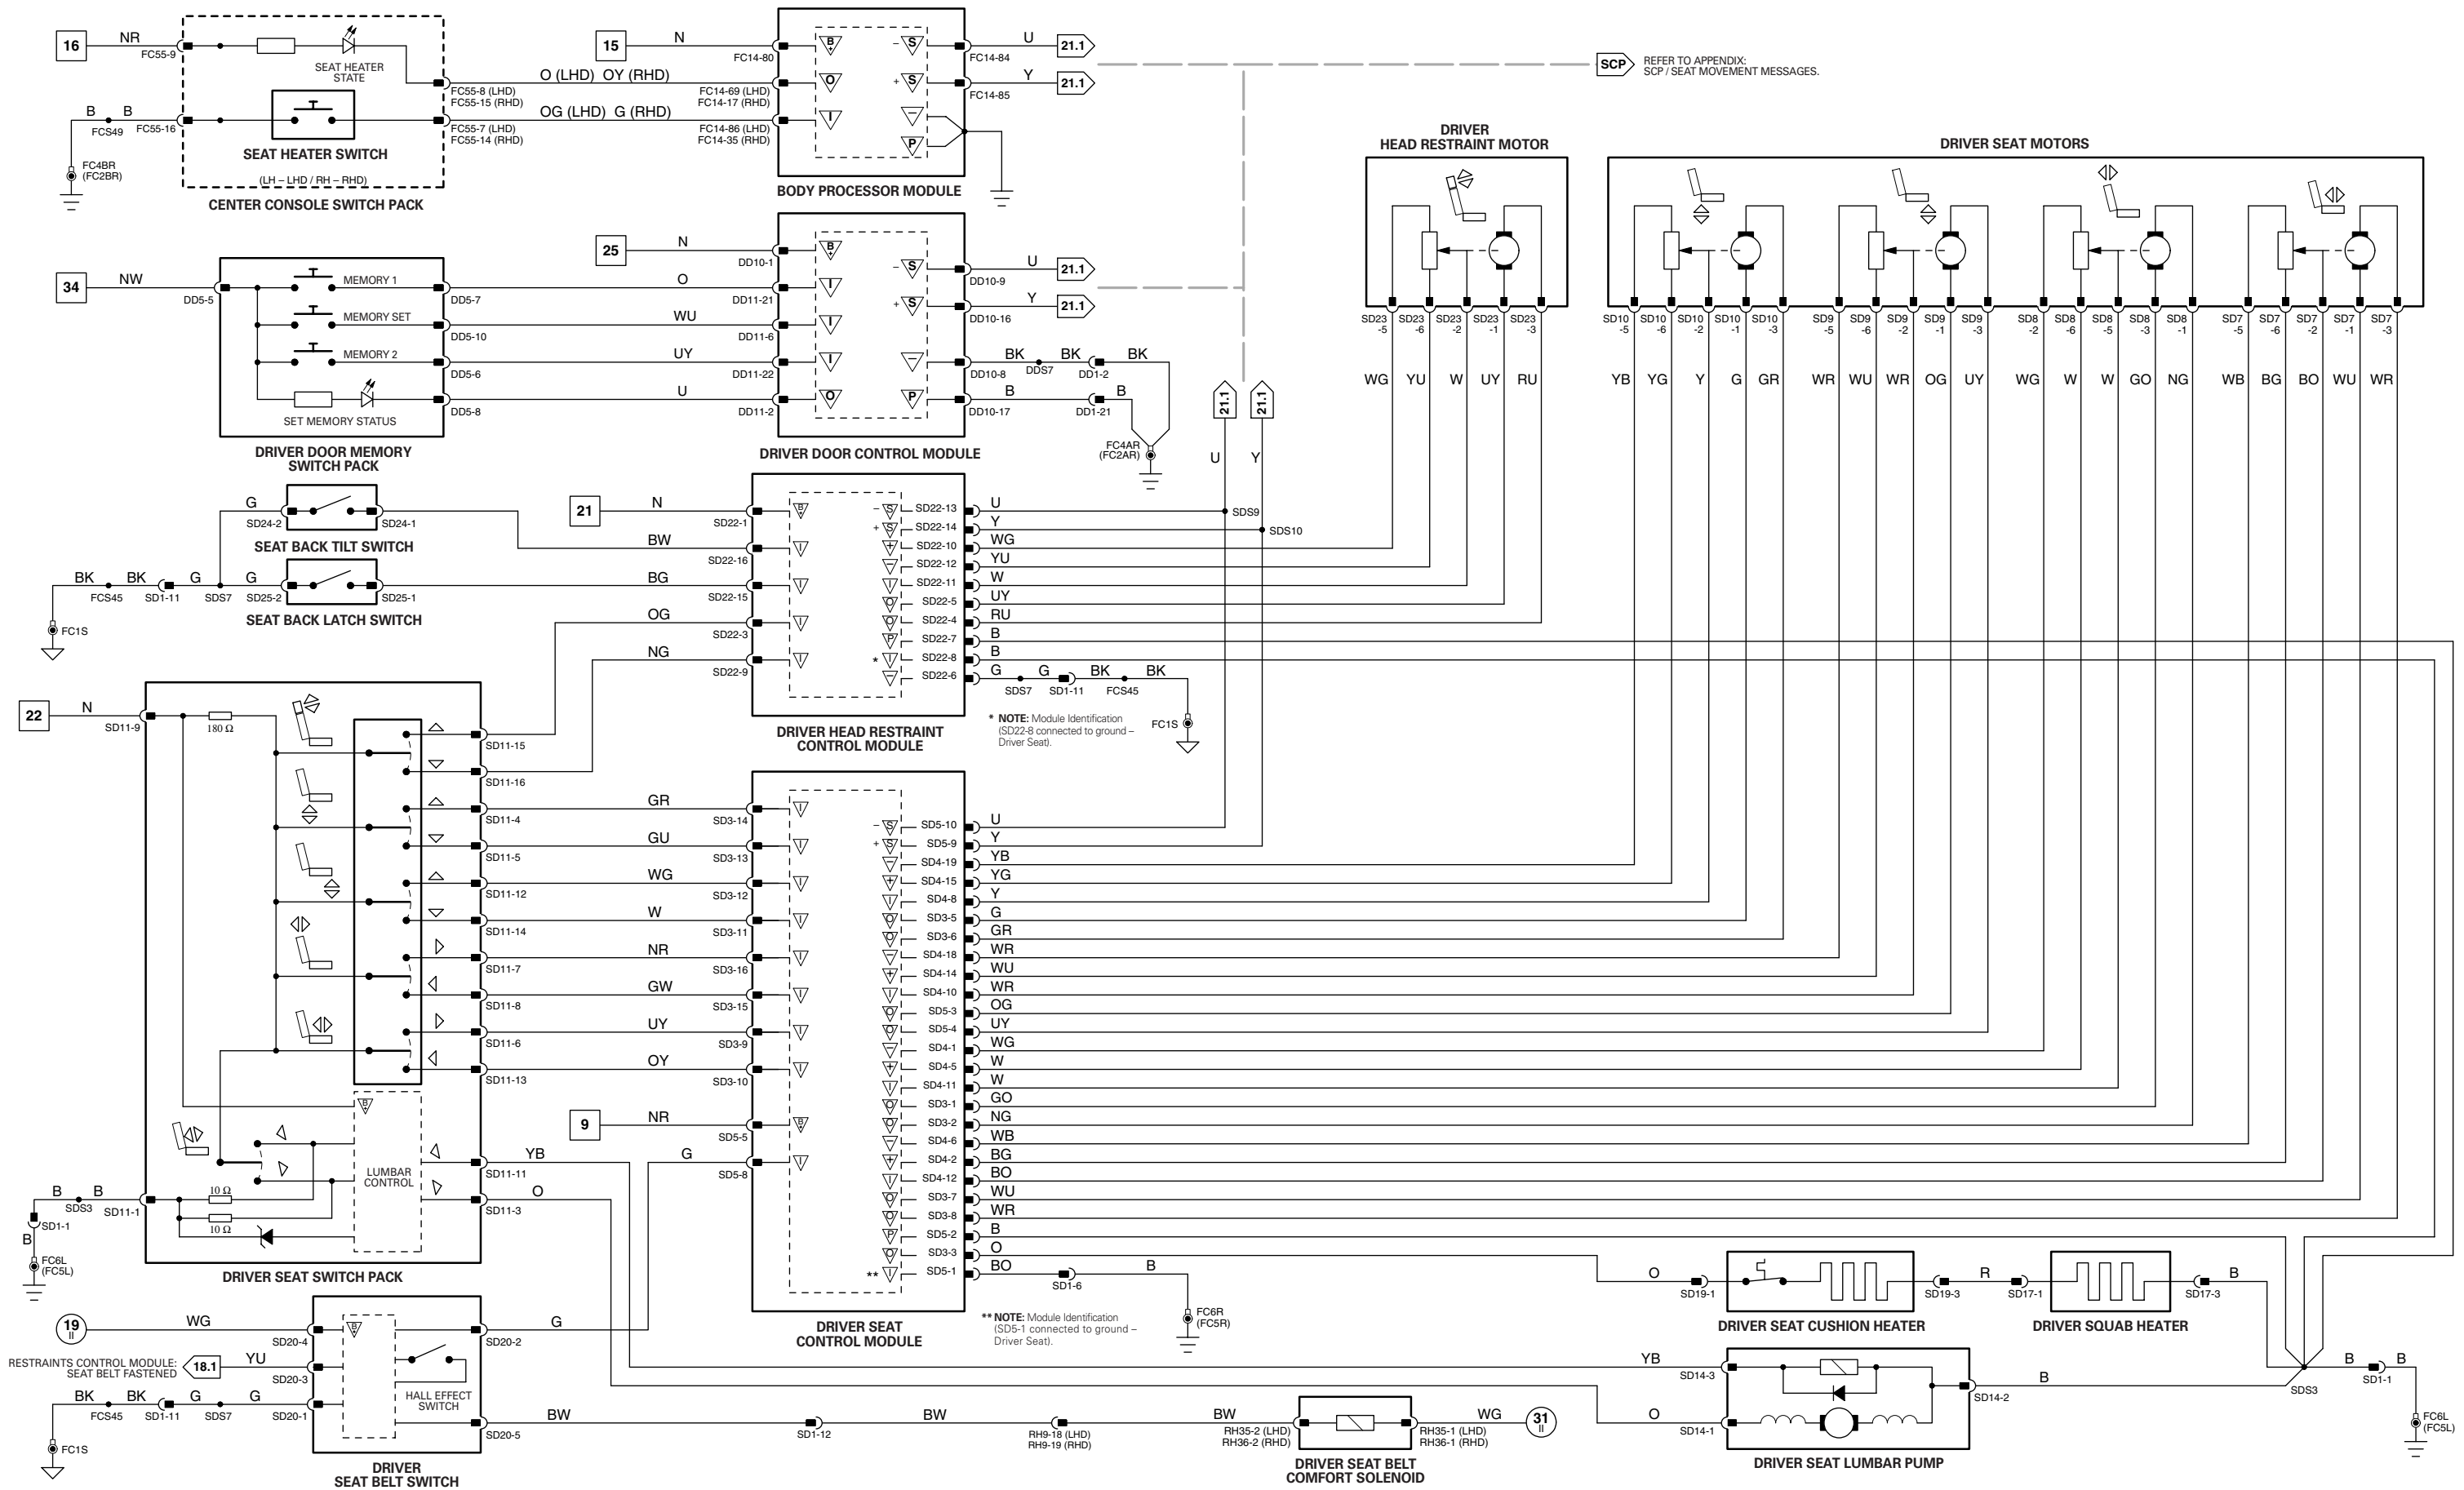 16
NR
FC55-9
SEAT HEATER
STATE
O (LHD) OY (RHD)
FC55-8 (LHD)
FC55-15 (RHD)
FC14-69 (LHD)
FC14-17 (RHD)
B
B
FCS49
FC55-16
OG (LHD) G (RHD)
FC55-7 (LHD)
FC55-14 (RHD)
FC14-86 (LHD)
FC14-35 (RHD)
SEAT HEATER SWITCH
(LH – LHD / RH – RHD)
CENTER CONSOLE SWITCH PACK
FC4BR
(FC2BR)
15
N
FC14-80
B+
O
I
– S
+ S
–
P
U
21.1
FC14-84
Y
21.1
FC14-85
BODY PROCESSOR MODULE
SCP
REFER TO APPENDIX:
SCP / SEAT MOVEMENT MESSAGES.
34
NW
DD5-5
MEMORY 1
MEMORY SET
MEMORY 2
SET MEMORY STATUS
DD5-7
DD5-10
DD5-6
DD5-8
O
WU
UY
U
DD11-21
DD11-6
DD11-22
DD11-2
DRIVER DOOR MEMORY
SWITCH PACK
25
N
DD10-1
B+
I
I
I
O
– S
+ S
–
P
U
21.1
DD10-9
Y
21.1
DD10-16
BK
BK
BK
DD10-8
DDS7
DD1-2
B
B
DD10-17
DD1-21
FC4AR
(FC2AR)
DRIVER DOOR CONTROL MODULE
21.1
21.1
U
Y
DRIVER
HEAD RESTRAINT MOTOR
SD23
-5
SD23
-6
SD23
-2
SD23
-1
SD23
-3
WG
YU
W
UY
RU
DRIVER SEAT MOTORS
SD10
-5
SD10
-6
SD10
-2
SD10
-1
SD10
-3
SD9
-5
SD9
-6
SD9
-2
SD9
-1
SD9
-3
SD8
-2
SD8
-6
SD8
-5
SD8
-3
SD8
-1
SD7
-5
SD7
-6
SD7
-2
SD7
-1
SD7
-3
YB
YG
Y
G
GR
WR
WU
WR
OG
UY
WG
W
W
GO
NG
WB
BG
BO
WU
WR
G
SD24-2
SD24-1
SEAT BACK TILT SWITCH
BK
BK
G
G
FCS45
SD1-11
SDS7
SD25-2
SD25-1
SEAT BACK LATCH SWITCH
FC1S
21
N
SD22-1
BW
SD22-16
BG
SD22-15
OG
SD22-3
NG
SD22-9
B+
I
I
I
I
– S SD22-13 U
+ S SD22-14 Y
+ SD22-10 WG
– SD22-12 YU
I SD22-11 W
O SD22-5 UY
O SD22-4 RU
P SD22-7 B
* I SD22-8 B
– SD22-6 G
SDS9
SDS10
G
BK
BK
SDS7
SD1-11
FCS45
FC1S
* NOTE: Module Identification
(SD22-8 connected to ground –
Driver Seat).
DRIVER HEAD RESTRAINT
CONTROL MODULE
22
N
SD11-9
180 Ω
SD11-15
SD11-16
SD11-4
SD11-5
SD11-12
SD11-14
SD11-7
SD11-8
SD11-6
SD11-13
SD11-11
SD11-3
B+
LUMBAR
CONTROL
10 Ω
10 Ω
B
B
SDS3
SD11-1
SD1-1
B
FC6L
(FC5L)
DRIVER SEAT SWITCH PACK
GR
SD3-14
GU
SD3-13
WG
SD3-12
W
SD3-11
NR
SD3-16
GW
SD3-15
UY
SD3-9
OY
SD3-10
9
NR
SD5-5
YB
G
SD5-8
O
I
I
I
I
I
I
I
I
B+
I
– S SD5-10 U
+ S SD5-9 Y
– SD4-19 YB
+ SD4-15 YG
I SD4-8 Y
O SD3-5 G
O SD3-6 GR
– SD4-18 WR
+ SD4-14 WU
I SD4-10 WR
O SD5-3 OG
O SD5-4 UY
– SD4-1 WG
+ SD4-5 W
I SD4-11 W
O SD3-1 GO
O SD3-2 NG
– SD4-6 WB
+ SD4-2 BG
I SD4-12 BO
O SD3-7 WU
O SD3-8 WR
P SD5-2 B
O SD3-3 O
** I SD5-1 BO
SD1-6
B
FC6R
(FC5R)
** NOTE: Module Identification
(SD5-1 connected to ground –
Driver Seat).
DRIVER SEAT
CONTROL MODULE
19
II
WG
SD20-4
RESTRAINTS CONTROL MODULE:
SEAT BELT FASTENED
18.1
YU
SD20-3
BK
BK
G
G
FCS45
SD1-11
SDS7
SD20-1
FC1S
B+
HALL EFFECT
SWITCH
G
SD20-2
BW
SD20-5
DRIVER
SEAT BELT SWITCH
SD1-12
BW
RH9-18 (LHD)
RH9-19 (RHD)
BW
RH35-2 (LHD)
RH36-2 (RHD)
RH35-1 (LHD)
RH36-1 (RHD)
WG
31
II
DRIVER SEAT BELT
COMFORT SOLENOID
O
SD19-1
SD19-3
R
SD17-1
SD17-3
B
DRIVER SEAT CUSHION HEATER
DRIVER SQUAB HEATER
YB
SD14-3
O
SD14-1
SD14-2
B
SDS3
B
B
SD1-1
FC6L
(FC5L)
DRIVER SEAT LUMBAR PUMP